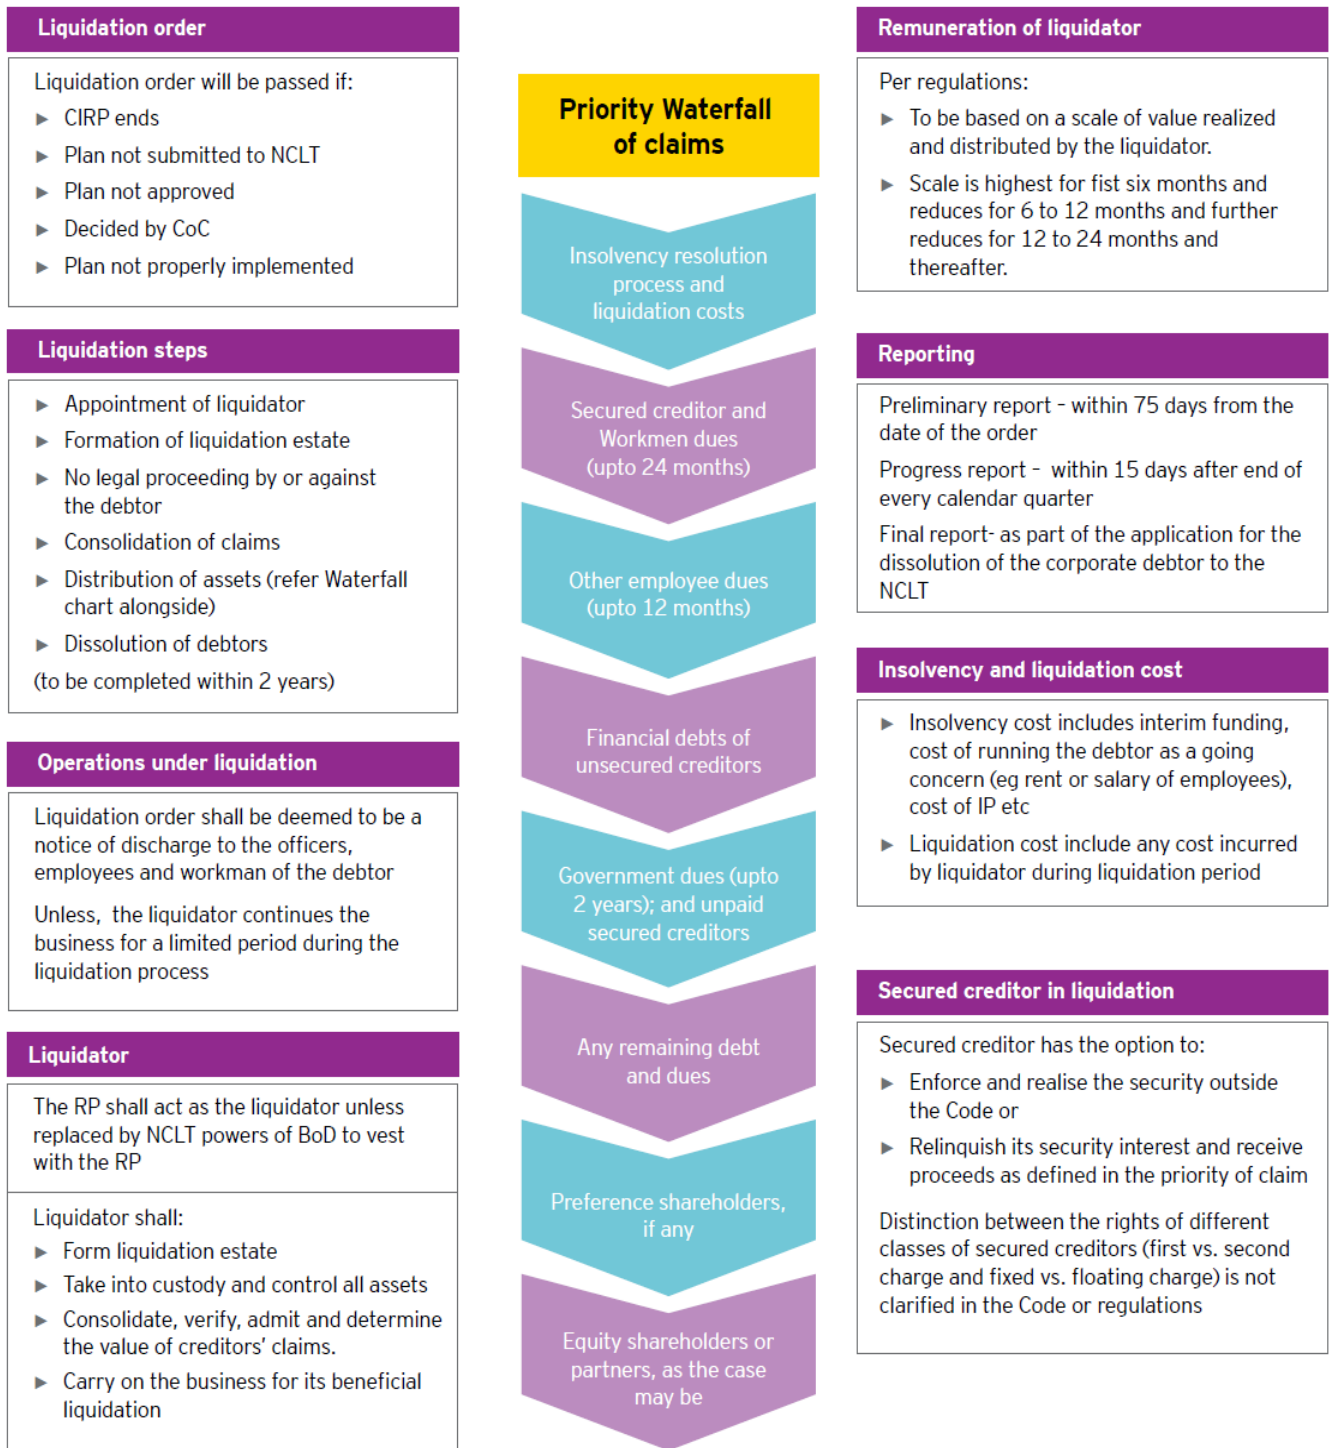 Liquidation order
Liquidation order will be passed if:
► CIRP ends
► Plan not submitted to NCLT
► Plan not approved
► Decided by CoC
► Plan not properly implemented
Liquidation steps
► Appointment of liquidator
► Formation of liquidation estate
► No legal proceeding by or against
the debtor
► Consolidation of claims
► Distribution of assets (refer Waterfall
chart alongside)
► Dissolution of debtors
(to be completed within 2 years)
Operations under liquidation
Liquidation order shall be deemed to be a
notice of discharge to the officers,
employees and workman of the debtor
Unless, the liquidator continues the
business for a limited period during the
liquidation process
Liquidator
The RP shall act as the liquidator unless
replaced by NCLT powers of BoD to vest
with the RP
Liquidator shall:
► Form liquidation estate
► Take into custody and control all assets
► Consolidate, verify, admit and determine
the value of creditors' claims.
► Carry on the business for its beneficial
liquidation
Priority Waterfall
of claims
Insolvency resolution
process and
liquidation costs
Secured creditor and
Workmen dues
(upto 24 months)
Other employee dues
(upto 12 months)
Financial debts of
unsecured creditors
Government dues (upto
2 years); and unpaid
secured creditors
Any remaining debt
and dues
Preference shareholders,
if any
Equity shareholders or
partners, as the case
may be
Remuneration of liquidator
Per regulations:
► To be based on a scale of value realized
and distributed by the liquidator.
► Scale is highest for fist six months and
reduces for 6 to 12 months and further
reduces for 12 to 24 months and
thereafter.
Reporting
Preliminary report – within 75 days from the
date of the order
Progress report – within 15 days after end of
every calendar quarter
Final report- as part of the application for the
dissolution of the corporate debtor to the
NCLT
Insolvency and liquidation cost
► Insolvency cost includes interim funding,
cost of running the debtor as a going
concern (eg rent or salary of employees),
cost of IP etc
► Liquidation cost include any cost incurred
by liquidator during liquidation period
Secured creditor in liquidation
Secured creditor has the option to:
► Enforce and realise the security outside
the Code or
► Relinquish its security interest and receive
proceeds as defined in the priority of claim
Distinction between the rights of different
classes of secured creditors (first vs. second
charge and fixed vs. floating charge) is not
clarified in the Code or regulations